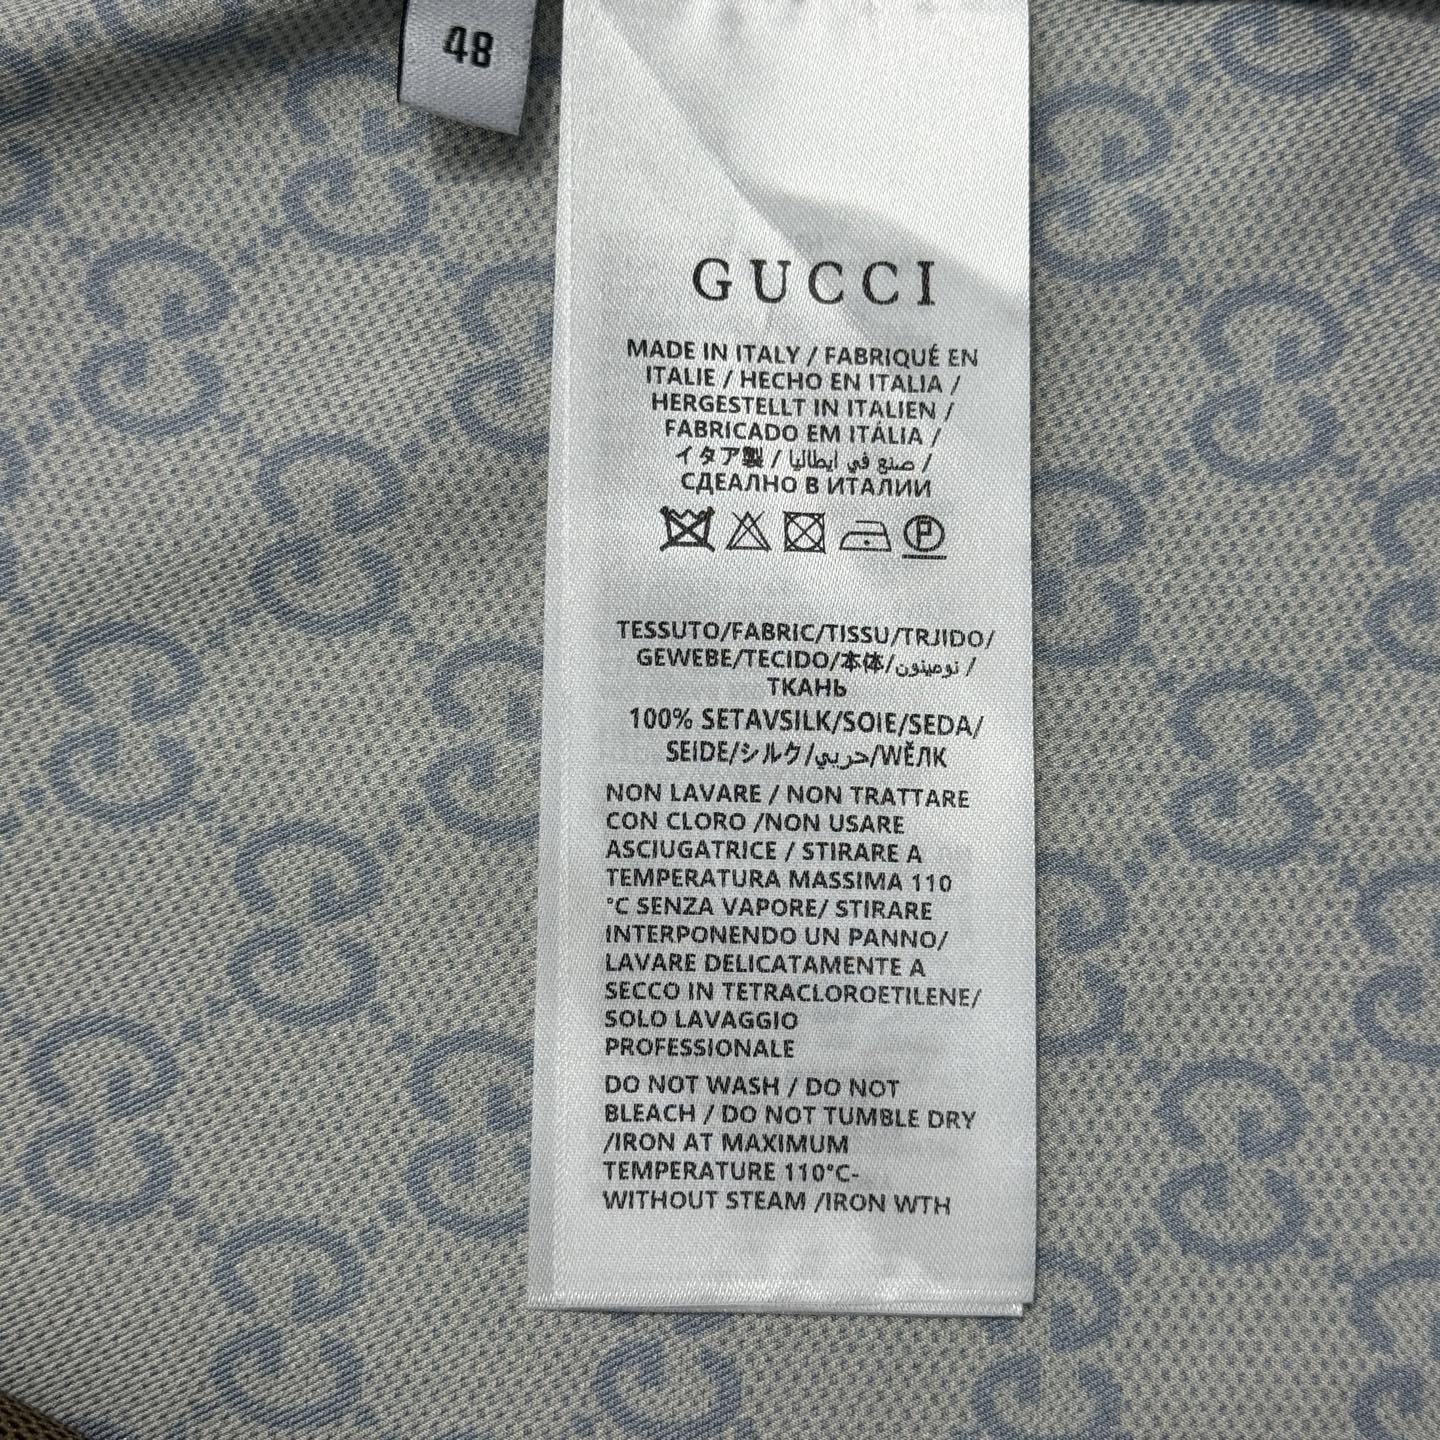 48
GUCCI
MADE IN ITALY / FABRIQUÉ EN
ITALIE / HECHO EN ITALIA /
HERGESTELLT IN ITALIEN /
FABRICADO EM ITÁLIA /
イタア製 / صنع في ايطاليا /
СДЕАЛНО В ИТАЛИИ
P
TESSUTO/FABRIC/TISSU/TRJIDO/
GEWEBE/TECIDO/本体/نومينون /
ТКАНЬ
100% SETAVSILK/SOIE/SEDA/
SEIDE/シルク/حربي/WЁЛК
NON LAVARE / NON TRATTARE
CON CLORO /NON USARE
ASCIUGATRICE / STIRARE A
TEMPERATURA MASSIMA 110
°C SENZA VAPORE/ STIRARE
INTERPONENDO UN PANNO/
LAVARE DELICATAMENTE A
SECCO IN TETRACLOROETILENE/
SOLO LAVAGGIO
PROFESSIONALE
DO NOT WASH / DO NOT
BLEACH / DO NOT TUMBLE DRY
/IRON AT MAXIMUM
TEMPERATURE 110°C-
WITHOUT STEAM /IRON WTH